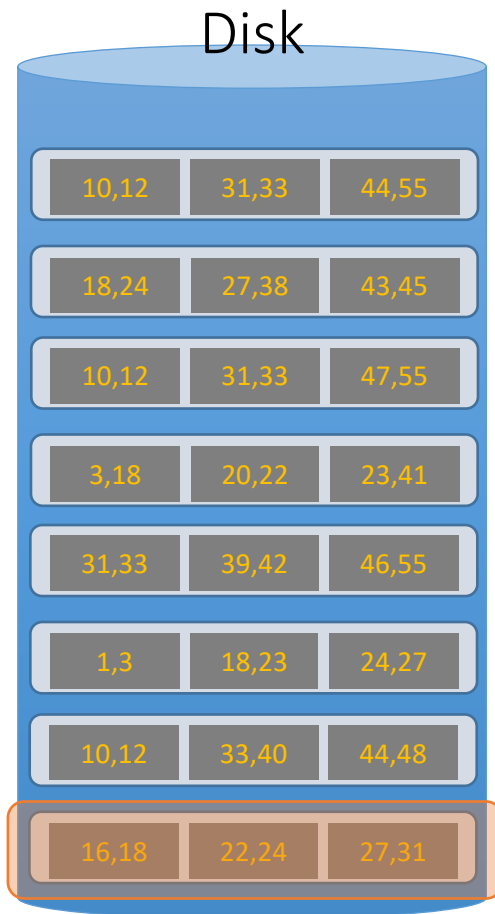 Disk
10,12 31,33 44,55
18,24 27,38 43,45
10,12 31,33 47,55
3,18 20,22 23,41
31,33 39,42 46,55
1,3 18,23 24,27
10,12 33,40 44,48
16,18 22,24 27,31